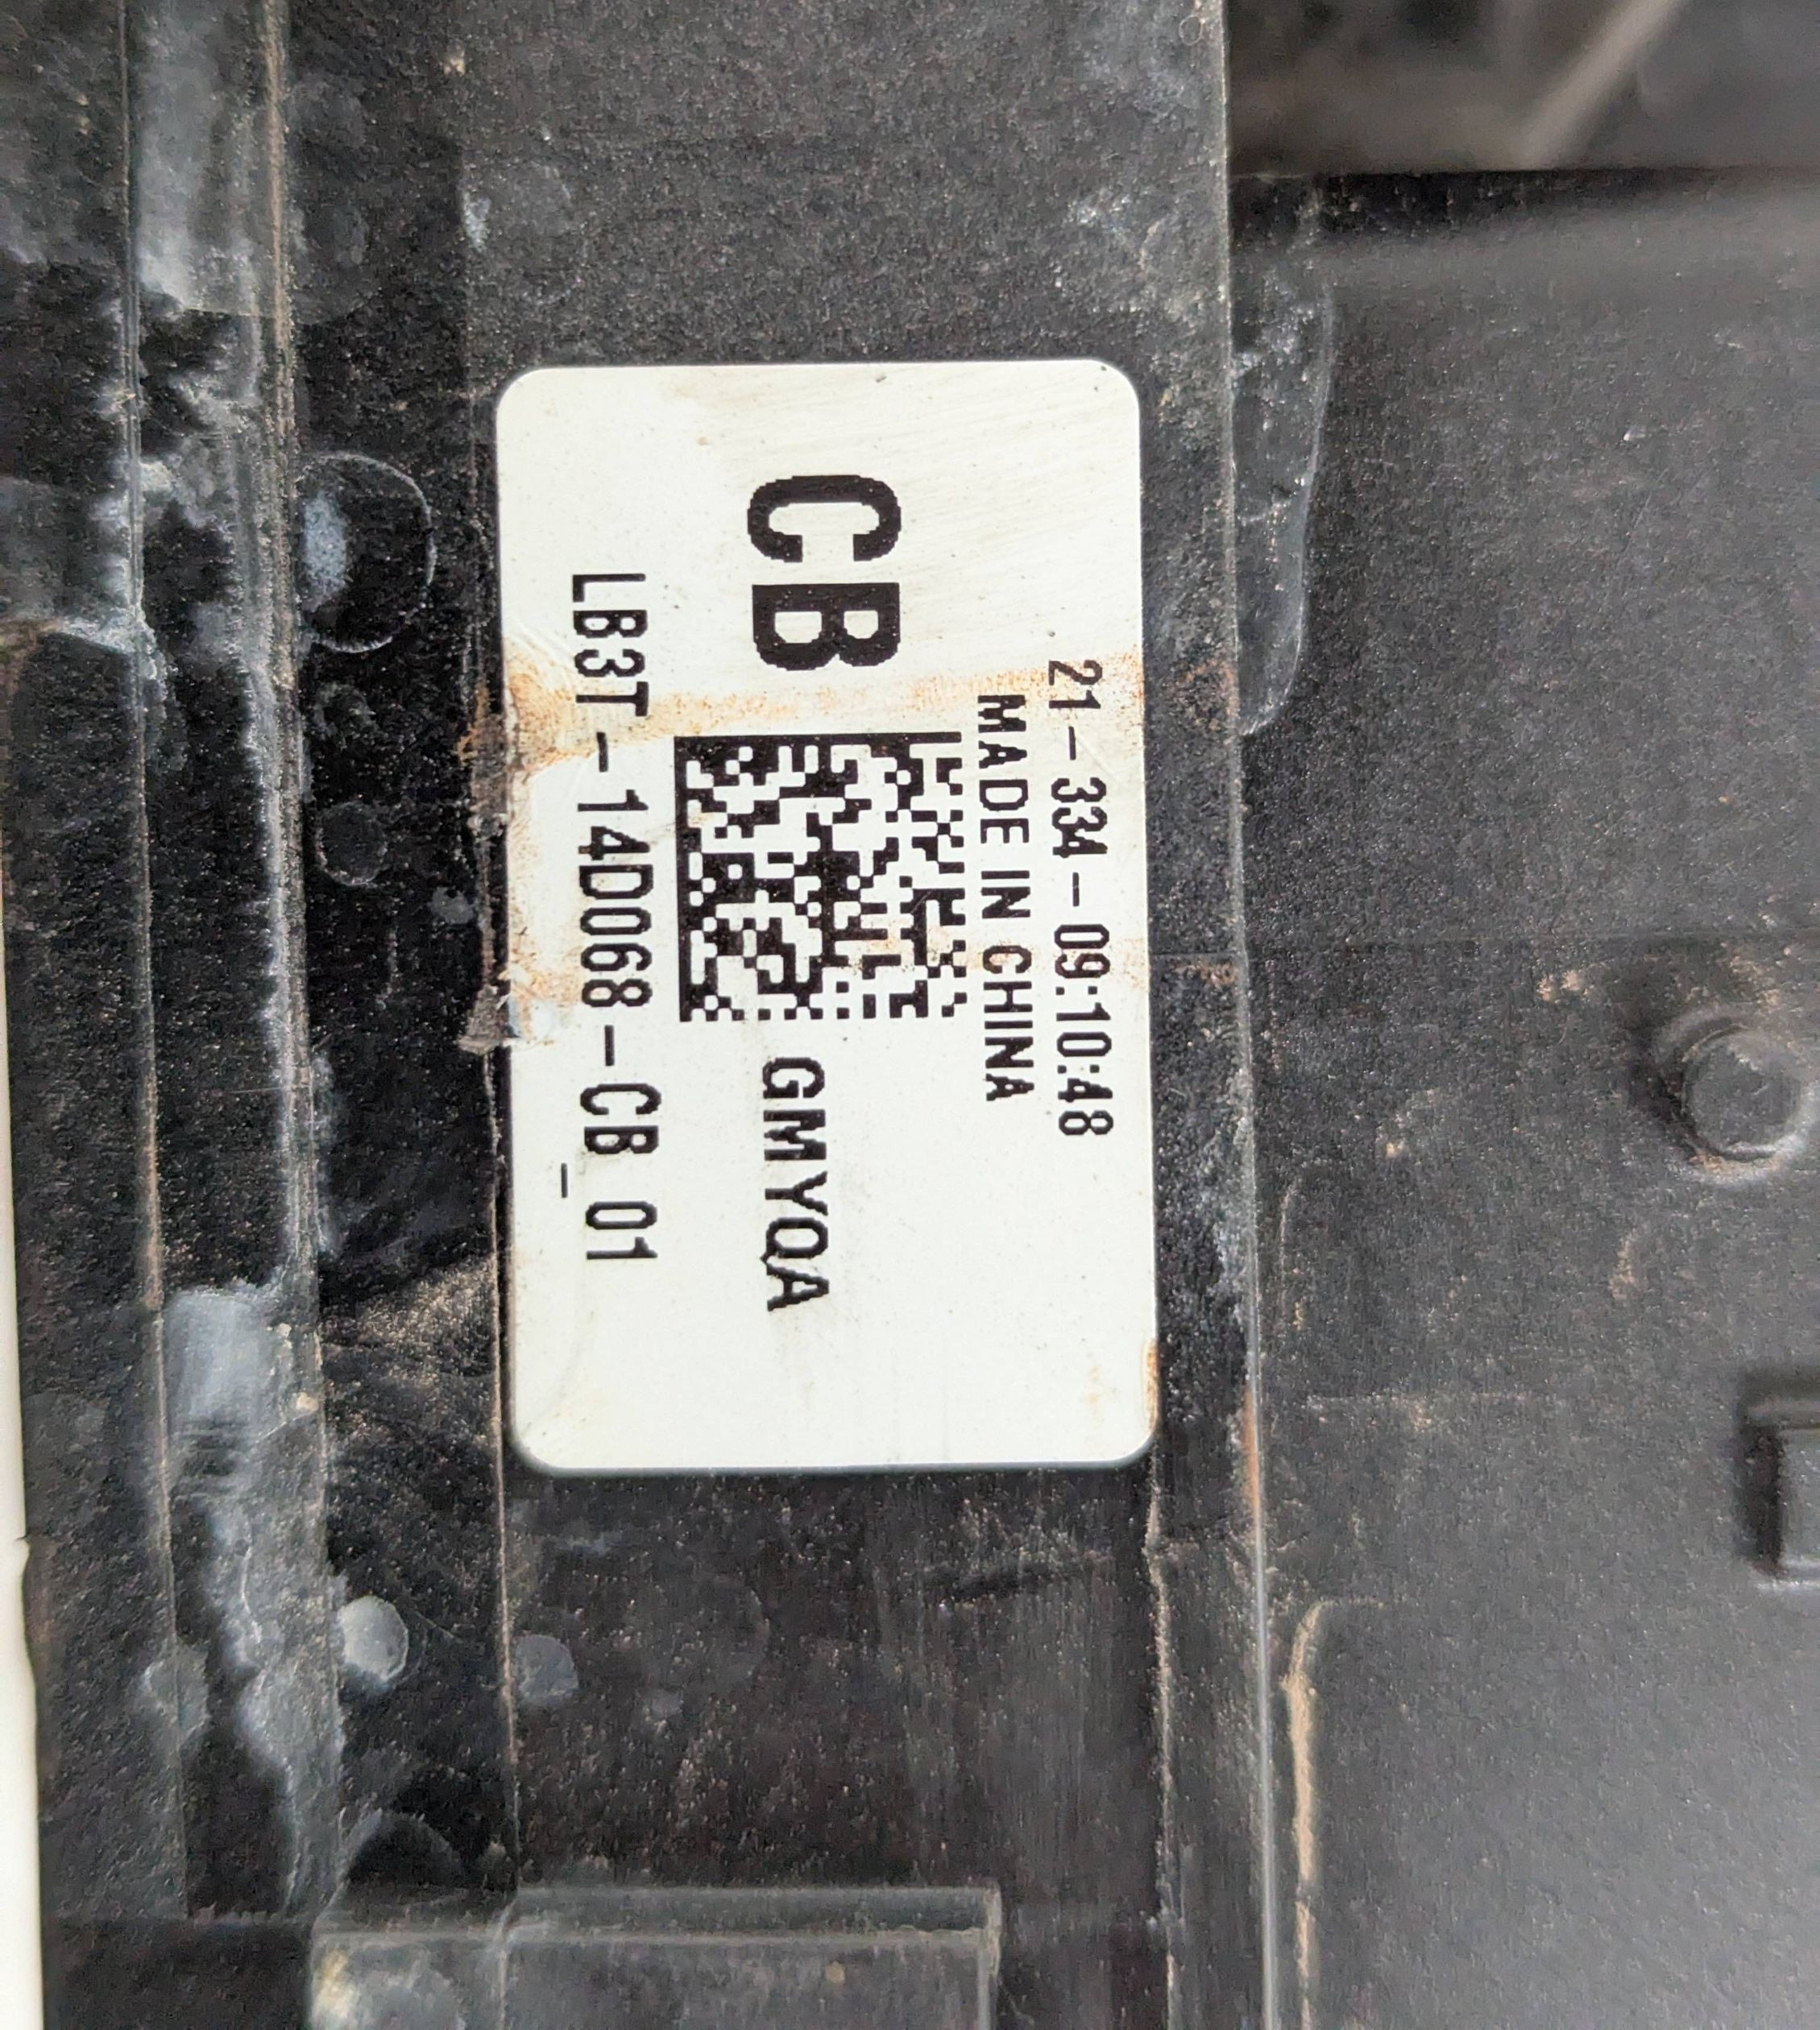 21-334-09:10:48
MADE IN CHINA
CB GMYQA
LB3T-14D068-CB_01